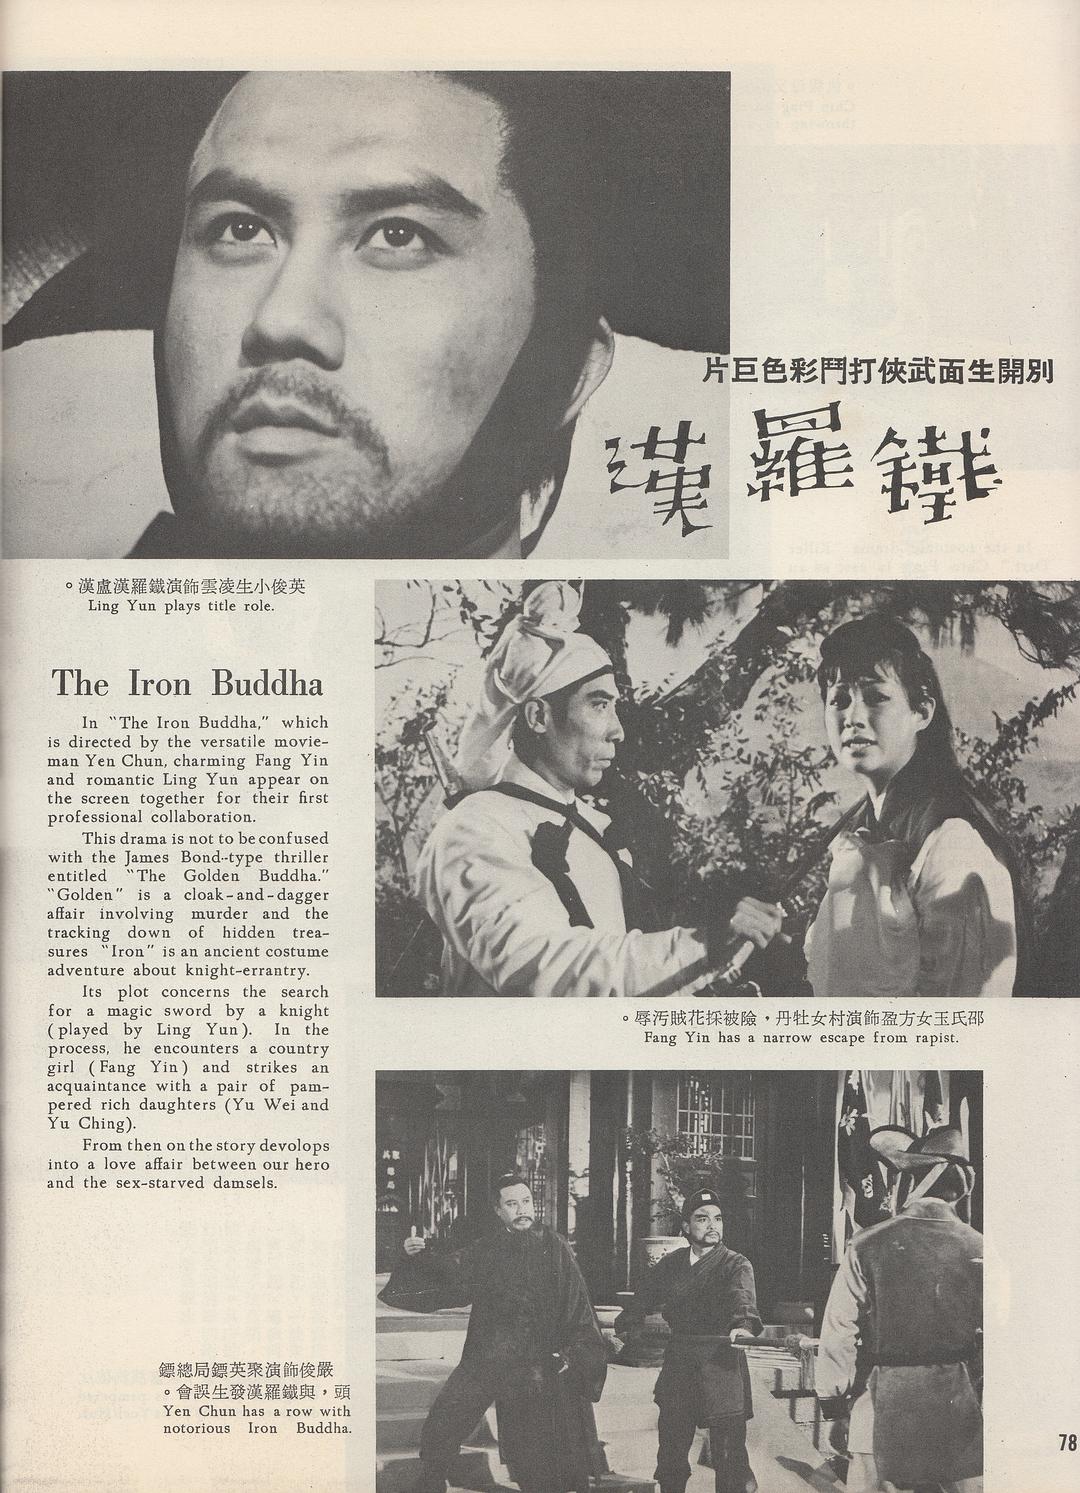 別開生面武俠打鬥彩色巨片
鐵羅漢
英俊小生凌雲飾演鐵羅漢盧漢。
Ling Yun plays title role.
The Iron Buddha
In "The Iron Buddha," which
is directed by the versatile movie-
man Yen Chun, charming Fang Yin
and romantic Ling Yun appear on
the screen together for their first
professional collaboration.
This drama is not to be confused
with the James Bond-type thriller
entitled "The Golden Buddha."
"Golden" is a cloak-and-dagger
affair involving murder and the
tracking down of hidden trea-
sures "Iron" is an ancient costume
adventure about knight-errantry.
Its plot concerns the search
for a magic sword by a knight
(played by Ling Yun). In the
process, he encounters a country
girl (Fang Yin) and strikes an
acquaintance with a pair of pam-
pered rich daughters (Yu Wei and
Yu Ching).
From then on the story devolops
into a love affair between our hero
and the sex-starved damsels.
邵氏玉女方盈飾演村女牡丹，險被採花賊污辱。
Fang Yin has a narrow escape from rapist.
嚴俊飾演聚英鏢局總鏢
頭，與鐵羅漢發生誤會。
Yen Chun has a row with
notorious Iron Buddha.
78